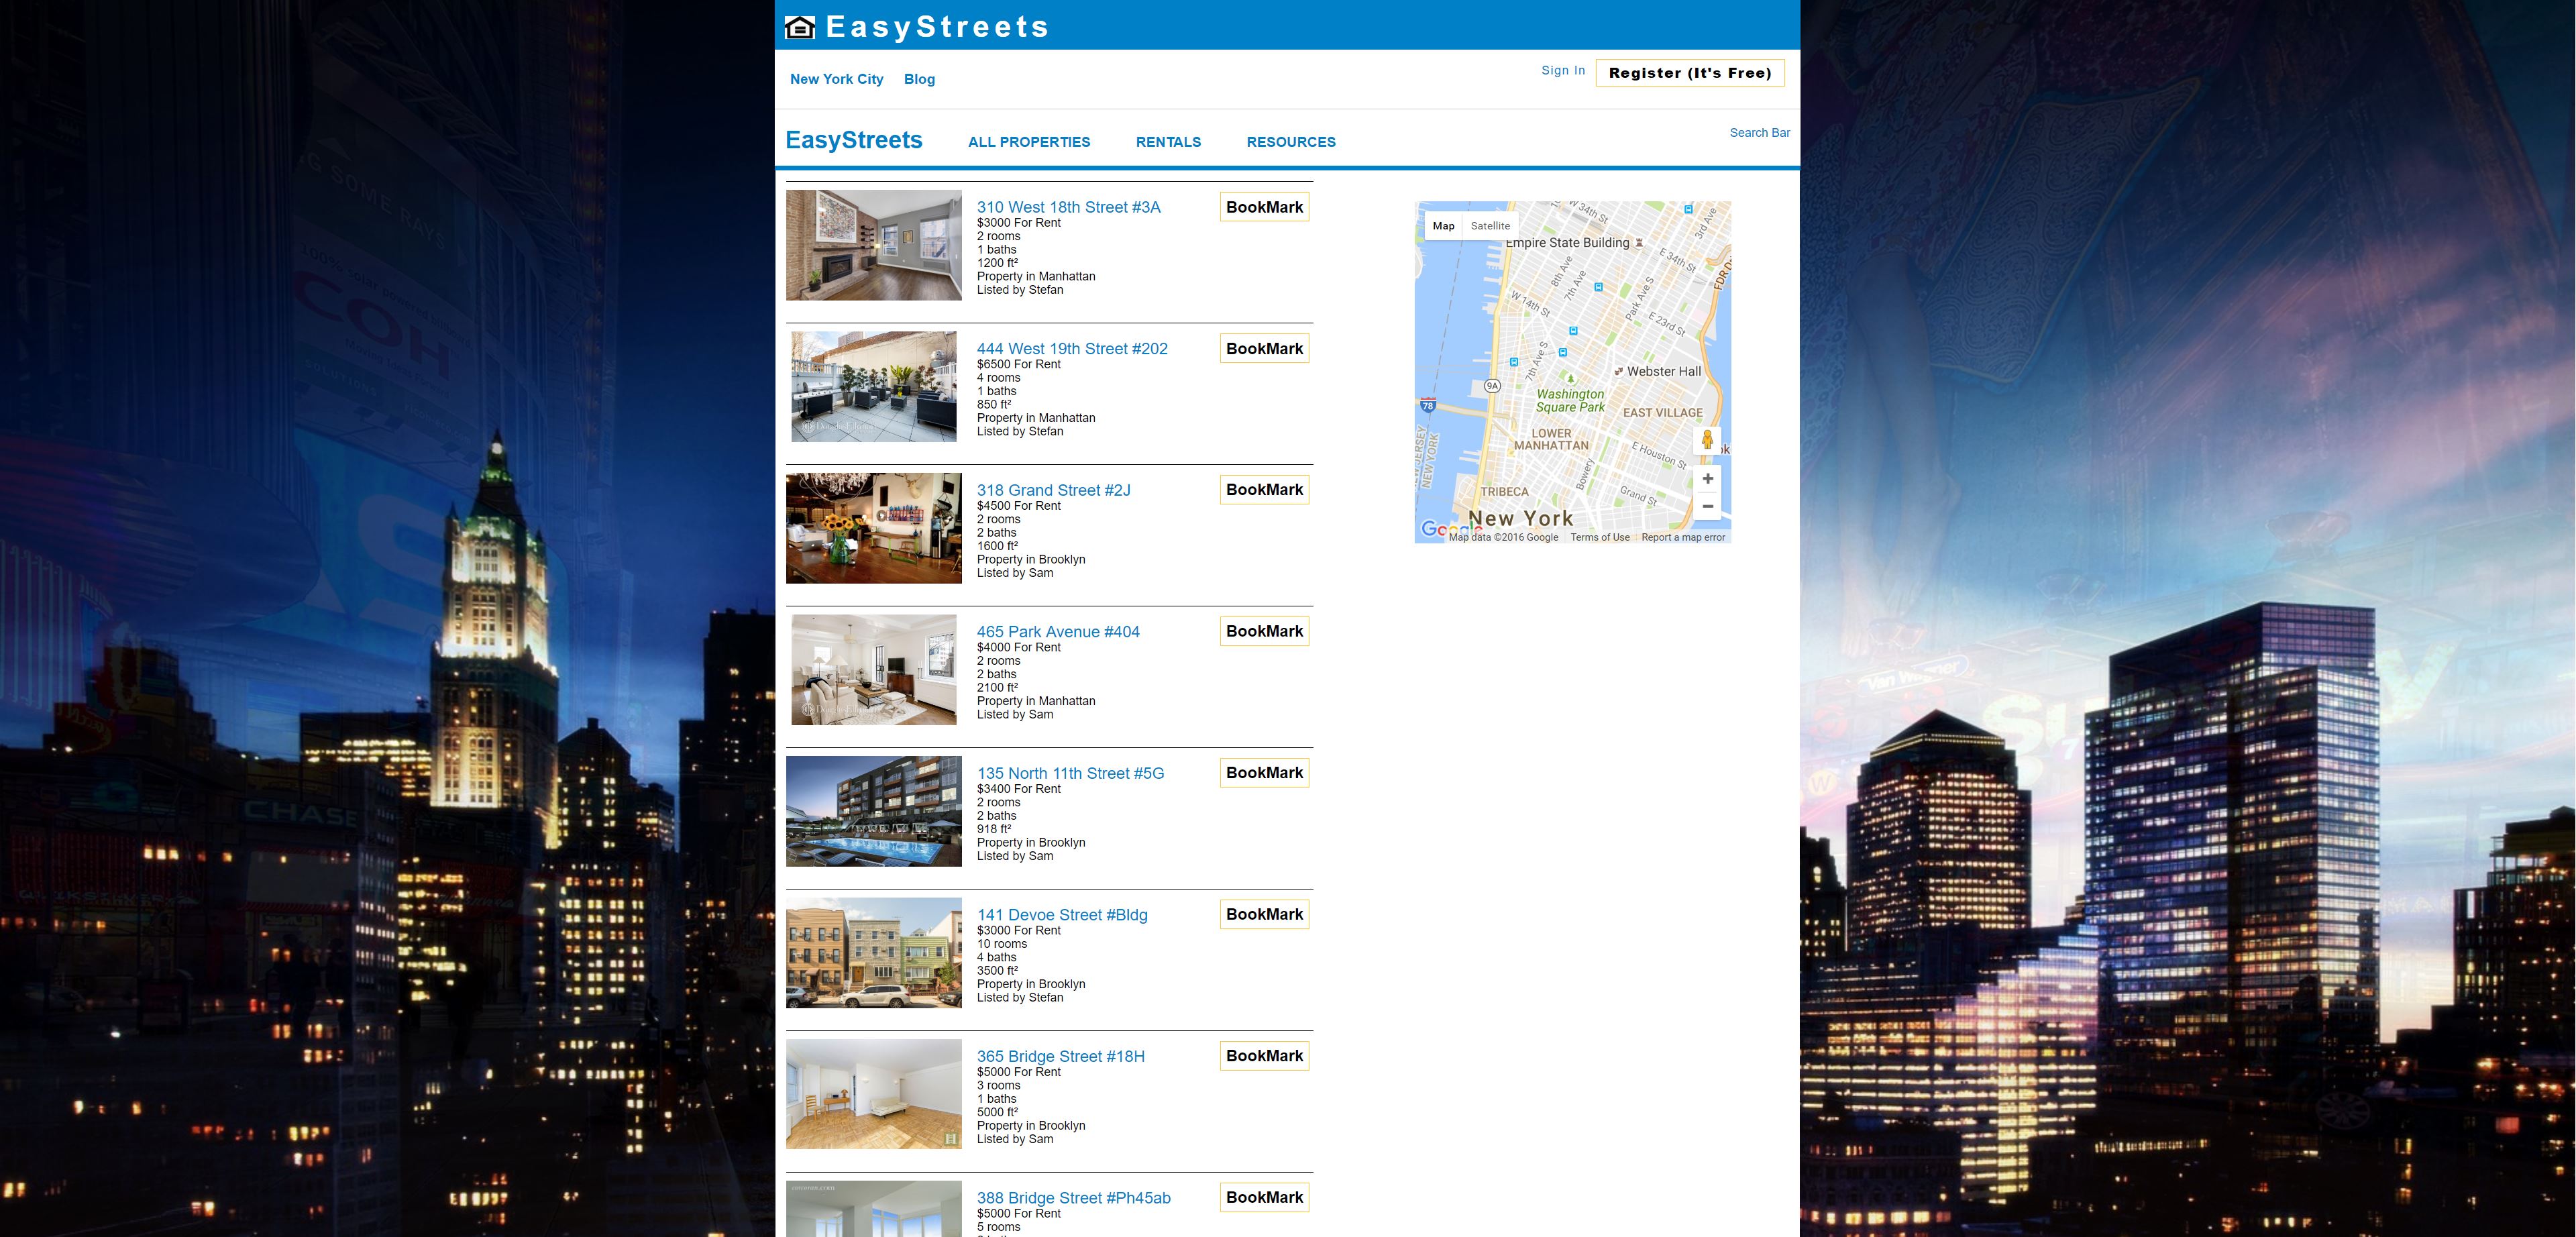 EasyStreets
New York City Blog
Sign In Register (It's Free)
EasyStreets ALL PROPERTIES RENTALS RESOURCES Search Bar
310 West 18th Street #3A BookMark
$3000 For Rent
2 rooms
1 baths
1200 ft²
Property in Manhattan
Listed by Stefan
444 West 19th Street #202 BookMark
$6500 For Rent
4 rooms
1 baths
850 ft²
Property in Manhattan
Listed by Stefan
318 Grand Street #2J BookMark
$4500 For Rent
2 rooms
2 baths
1600 ft²
Property in Brooklyn
Listed by Sam
465 Park Avenue #404 BookMark
$4000 For Rent
2 rooms
2 baths
2100 ft²
Property in Manhattan
Listed by Sam
135 North 11th Street #5G BookMark
$3400 For Rent
2 rooms
2 baths
918 ft²
Property in Brooklyn
Listed by Sam
141 Devoe Street #Bldg BookMark
$3000 For Rent
10 rooms
4 baths
3500 ft²
Property in Brooklyn
Listed by Stefan
365 Bridge Street #18H BookMark
$5000 For Rent
3 rooms
1 baths
5000 ft²
Property in Brooklyn
Listed by Sam
388 Bridge Street #Ph45ab BookMark
$5000 For Rent
5 rooms
Map Satellite
W 34th St
3rd Ave
Empire State Building
E 34th St
8th Ave
7th Ave
Park Ave S
W 14th St
E 23rd St
7th Ave S
Webster Hall
9A
Washington
Square Park
78
EAST VILLAGE
LOWER
MANHATTAN
E Houston St
NEW JERSEY
NEW YORK
Bowery
TRIBECA
Grand St
New York
Google
Map data ©2016 Google Terms of Use Report a map error
G SOME RAYS
COH
CHASE
Van Wagner